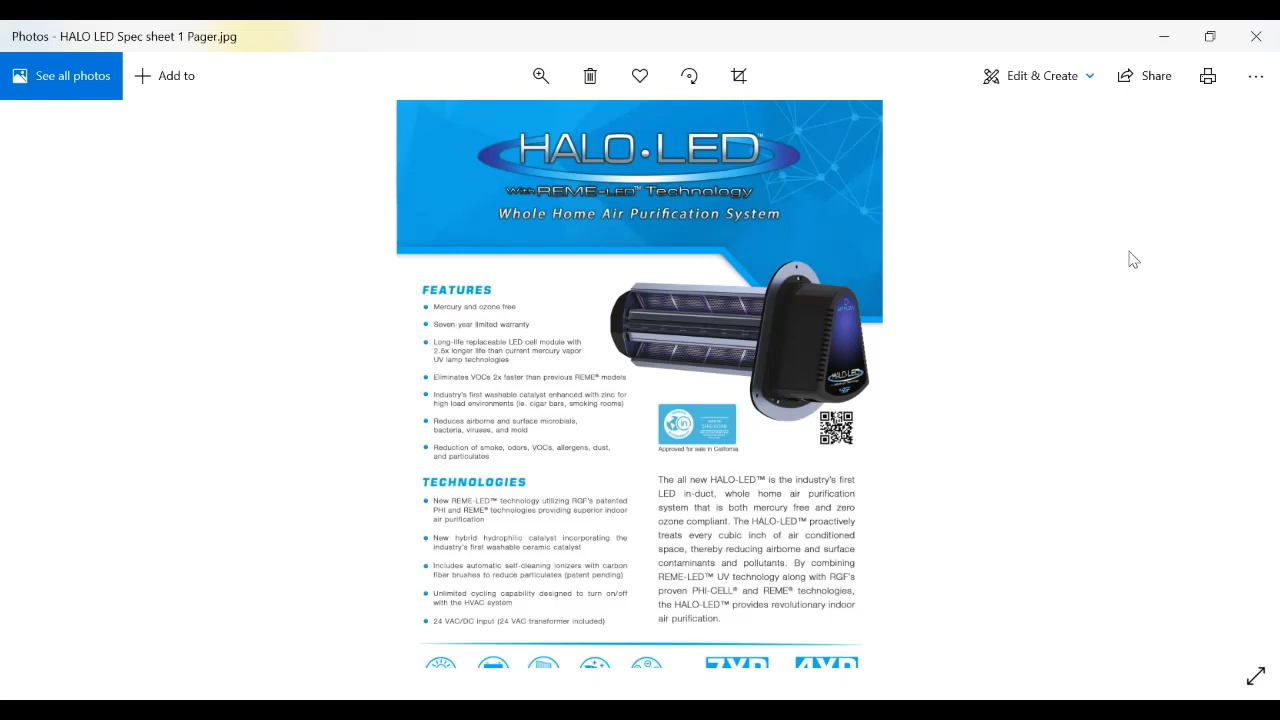 Photos - HALO LED Spec sheet 1 Pager.jpg
See all photos
Add to
Edit & Create
Share
HALO·LED™
With REME-LED™ Technology
Whole Home Air Purification System
FEATURES
Mercury and ozone free
Seven-year limited warranty
Long-life replaceable LED cell module with
2.5x longer life than current mercury vapor
UV lamp technologies
Eliminates VOCs 2x faster than previous REME® models
Industry's first washable catalyst enhanced with zinc for
high load environments (ie. cigar bars, smoking rooms)
Reduces airborne and surface microbials,
bacteria, viruses, and mold
Reduction of smoke, odors, VOCs, allergens, dust,
and particulates
HALO·LED
Approved for sale in California
TECHNOLOGIES
New REME-LED™ technology utilizing RGF's patented
PHI and REME® technologies providing superior indoor
air purification
New hybrid hydrophilic catalyst incorporating the
industry's first washable ceramic catalyst
Includes automatic self-cleaning ionizers with carbon
fiber brushes to reduce particulates (patent pending)
Unlimited cycling capability designed to turn on/off
with the HVAC system
24 VAC/DC input (24 VAC transformer included)
The all new HALO-LED™ is the industry's first
LED in-duct, whole home air purification
system that is both mercury free and zero
ozone compliant. The HALO-LED™ proactively
treats every cubic inch of air conditioned
space, thereby reducing airborne and surface
contaminants and pollutants. By combining
REME-LED™ UV technology along with RGF's
proven PHI-CELL® and REME® technologies,
the HALO-LED™ provides revolutionary indoor
air purification.